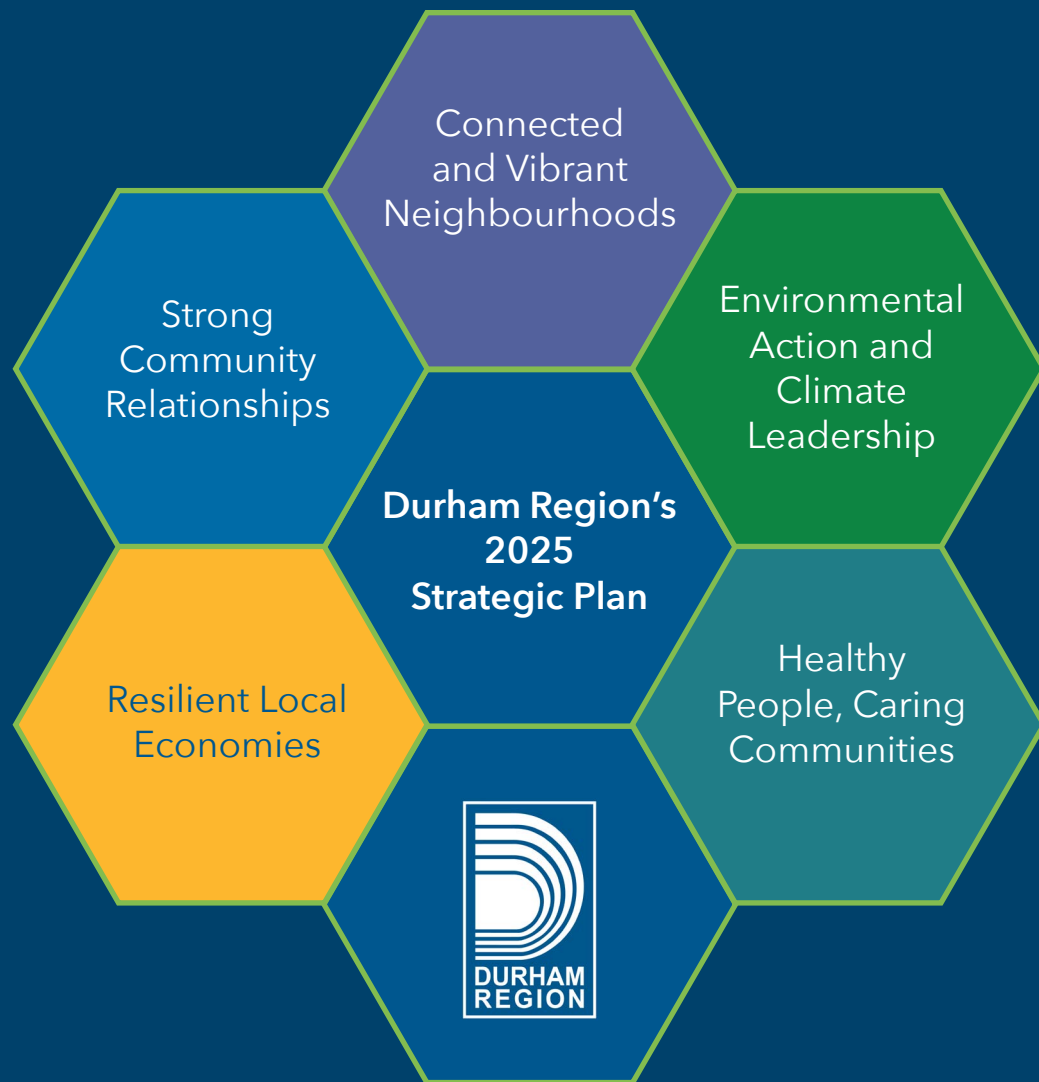 Connected
and Vibrant
Neighbourhoods
Strong
Community
Relationships
Environmental
Action and
Climate
Leadership
Durham Region’s
2025
Strategic Plan
Resilient Local
Economies
Healthy
People, Caring
Communities
DURHAM
REGION